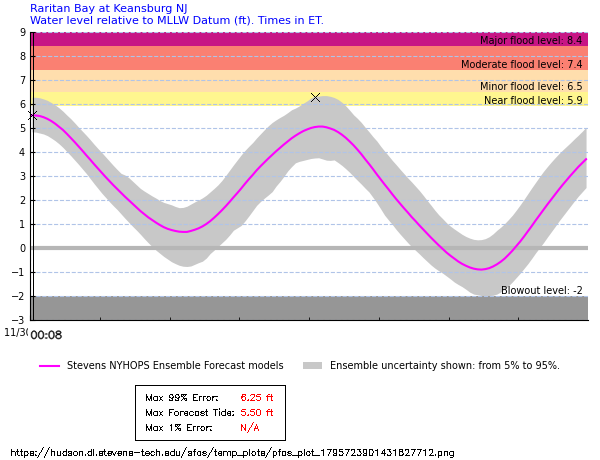 Raritan Bay at Keansburg NJ
Water level relative to MLLW Datum (ft). Times in ET.
9
Major flood level: 8.4
8
Moderate flood level: 7.4
7
Minor flood level: 6.5
6
Near flood level: 5.9
5
4
3
2
1
0
−1
Blowout level: -2
−2
−3
11/30 00:08
Stevens NYHOPS Ensemble Forecast models
Ensemble uncertainty shown: from 5% to 95%.
Max 99% Error: 6.25 ft
Max Forecast Tide: 5.50 ft
Max 1% Error: N/A
https://hudson.dl.stevens-tech.edu/sfas/temp_plots/pfas_plot_1795723901431827712.png